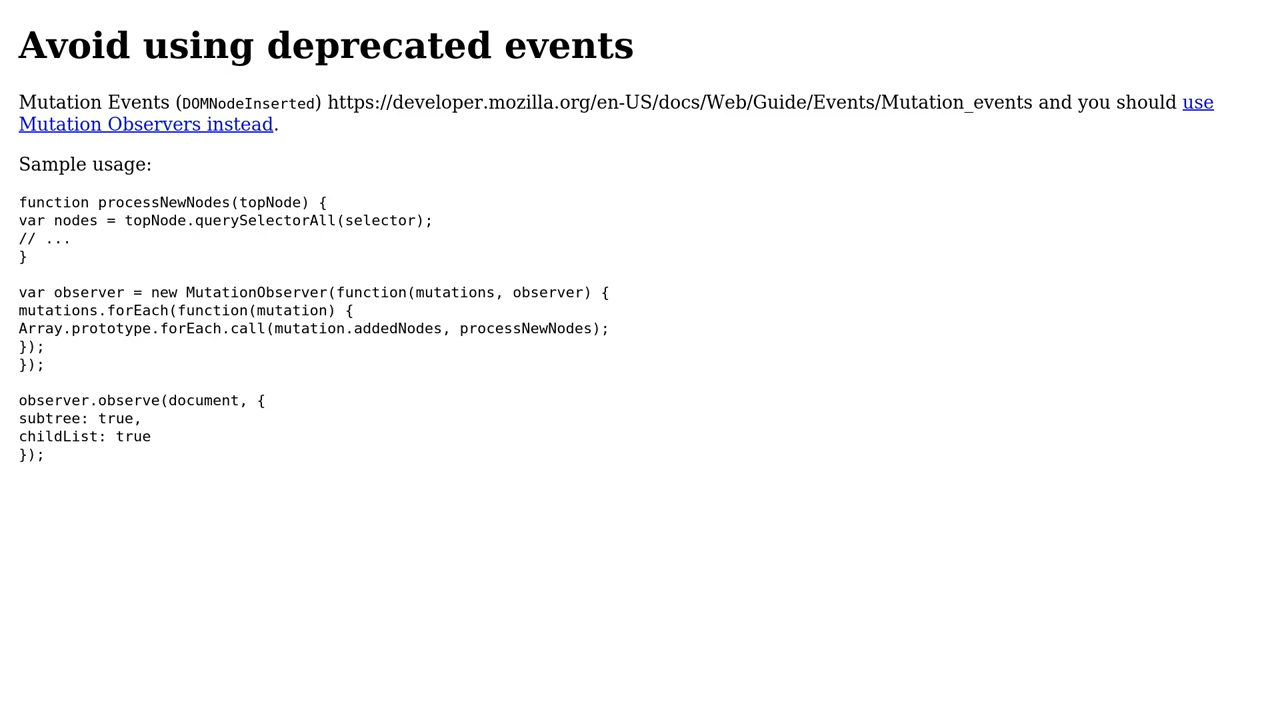 Avoid using deprecated events
Mutation Events (DOMNodeInserted) https://developer.mozilla.org/en-US/docs/Web/Guide/Events/Mutation_events and you should use
Mutation Observers instead.
Sample usage:
function processNewNodes(topNode) {
var nodes = topNode.querySelectorAll(selector);
// ...
}
var observer = new MutationObserver(function(mutations, observer) {
mutations.forEach(function(mutation) {
Array.prototype.forEach.call(mutation.addedNodes, processNewNodes);
});
});
observer.observe(document, {
subtree: true,
childList: true
});